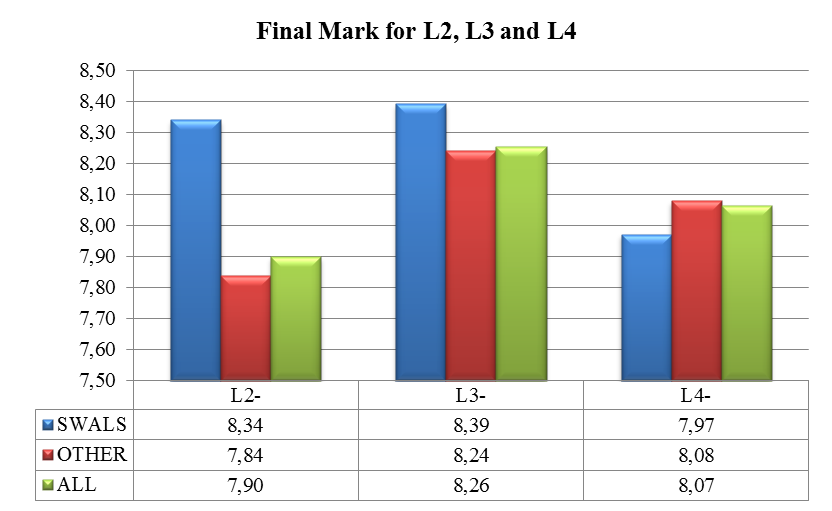 Final Mark for L2, L3 and L4
8,50
8,40
8,30
8,20
8,10
8,00
7,90
7,80
7,70
7,60
7,50
L2- L3- L4-
SWALS 8,34 8,39 7,97
OTHER 7,84 8,24 8,08
ALL 7,90 8,26 8,07